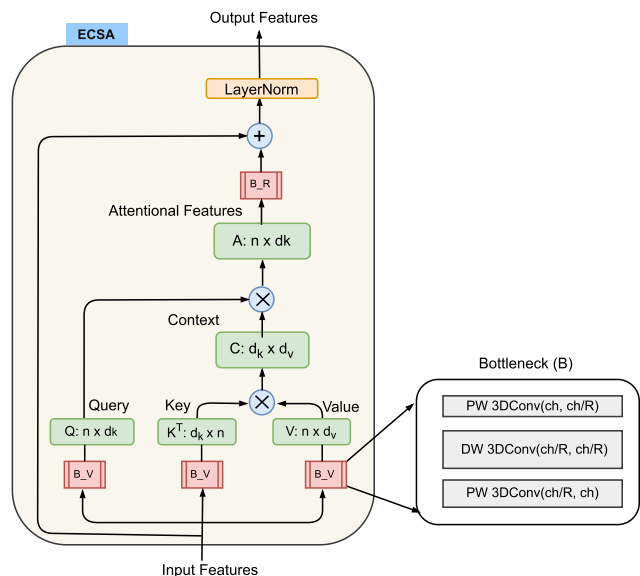 Output Features
ECSA
LayerNorm
+
B_R
Attentional Features
A: n x dk
Context
C: dₖ x dᵥ
Bottleneck (B)
Query
Key
Value
PW 3DConv(ch, ch/R)
Q: n x dk
Kᵀ: dₖ x n
V: n x dᵥ
DW 3DConv(ch/R, ch/R)
B_V
B_V
B_V
PW 3DConv(ch/R, ch)
Input Features